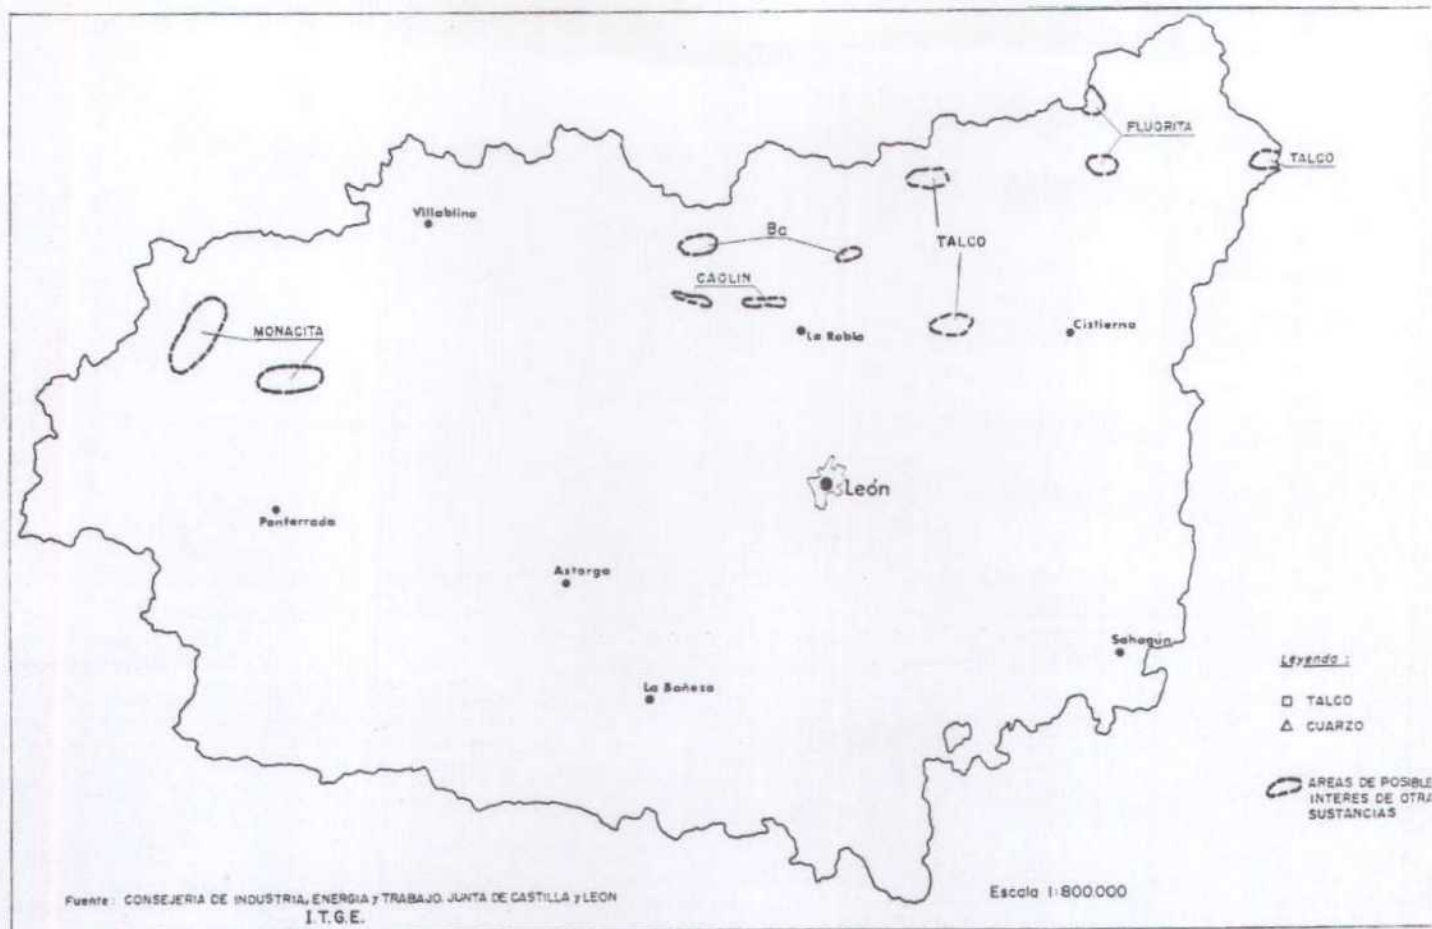 FLUORITA
TALCO
Villablino
Ba
TALCO
CAOLIN
MONACITA
La Robla
Cistierna
León
Ponferrada
Astorga
Sahagún
La Bañeza
Leyenda :
TALCO
CUARZO
AREAS DE POSIBLE
INTERES DE OTRA
SUSTANCIAS
Escala 1:800.000
Fuente : CONSEJERIA DE INDUSTRIA, ENERGIA y TRABAJO. JUNTA DE CASTILLA y LEON
I.T.G.E.